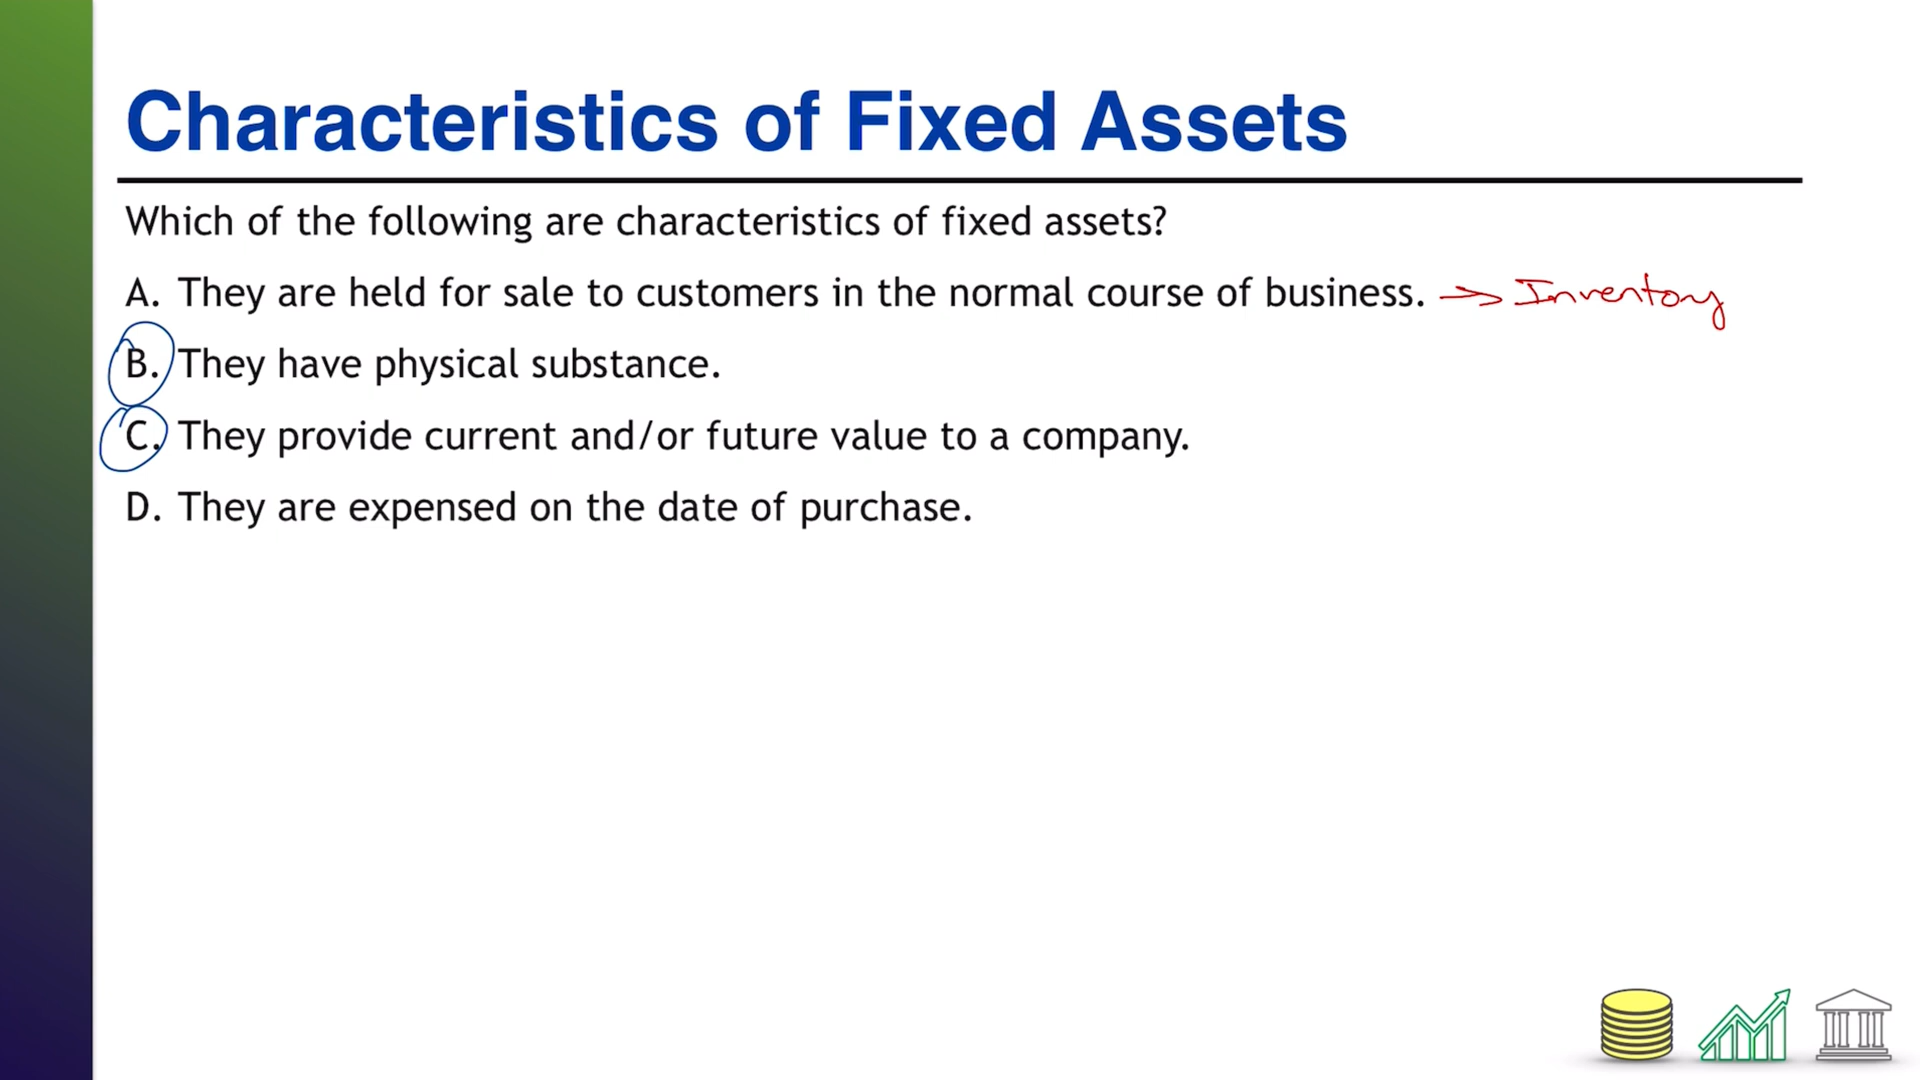 Characteristics of Fixed Assets
Which of the following are characteristics of fixed assets?
A. They are held for sale to customers in the normal course of business. → Inventory
B. They have physical substance.
C. They provide current and/or future value to a company.
D. They are expensed on the date of purchase.